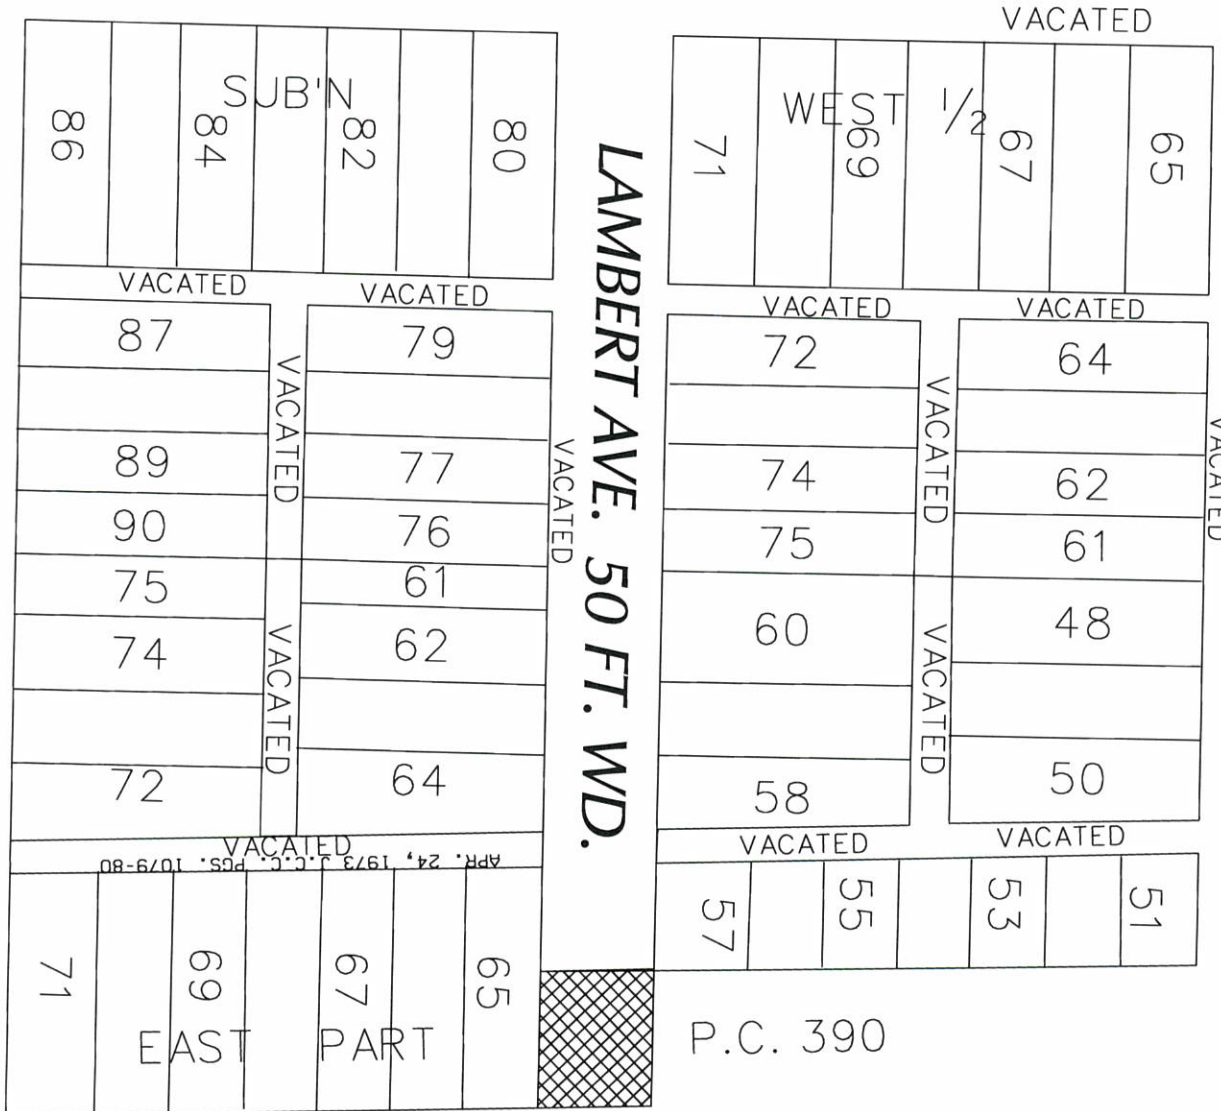 VACATED
SUB'N
WEST 1/2
86
84
82
80
71
69
67
65
LAMBERT AVE. 50 FT. WD.
VACATED
VACATED
VACATED
VACATED
87
79
72
64
VACATED
VACATED
VACATED
VACATED
89
77
74
62
90
76
75
61
75
61
60
48
74
62
VACATED
VACATED
72
64
58
50
VACATED
APR. 24, 1973 J.C.C. PGS. 1079-80
VACATED
VACATED
57
55
53
51
71
69
67
65
EAST PART
P.C. 390